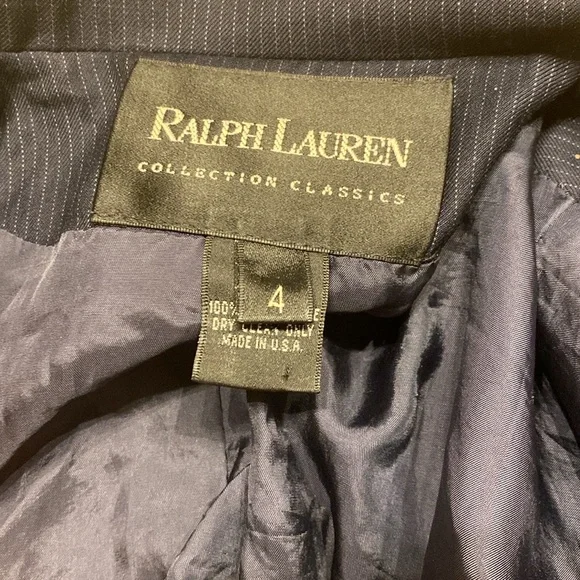 RALPH LAUREN
COLLECTION CLASSICS
4
100%
DRY CLEAN ONLY
MADE IN U.S.A.